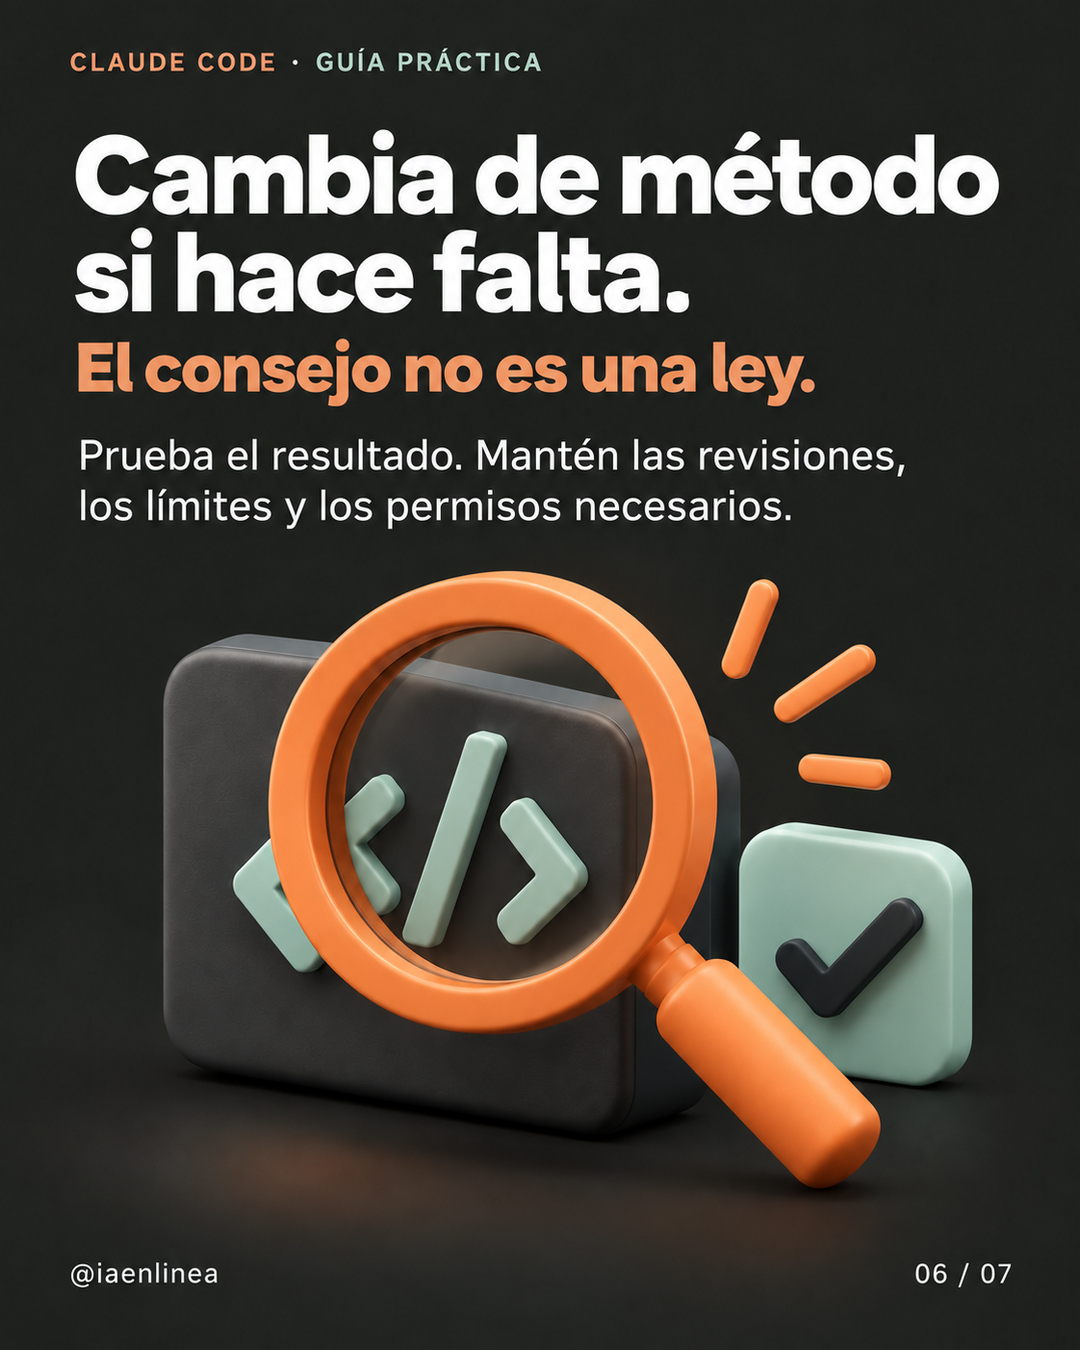 CLAUDE CODE · GUÍA PRÁCTICA
Cambia de método
si hace falta.
El consejo no es una ley.
Prueba el resultado. Mantén las revisiones,
los límites y los permisos necesarios.
</>
@iaenlinea
06 / 07